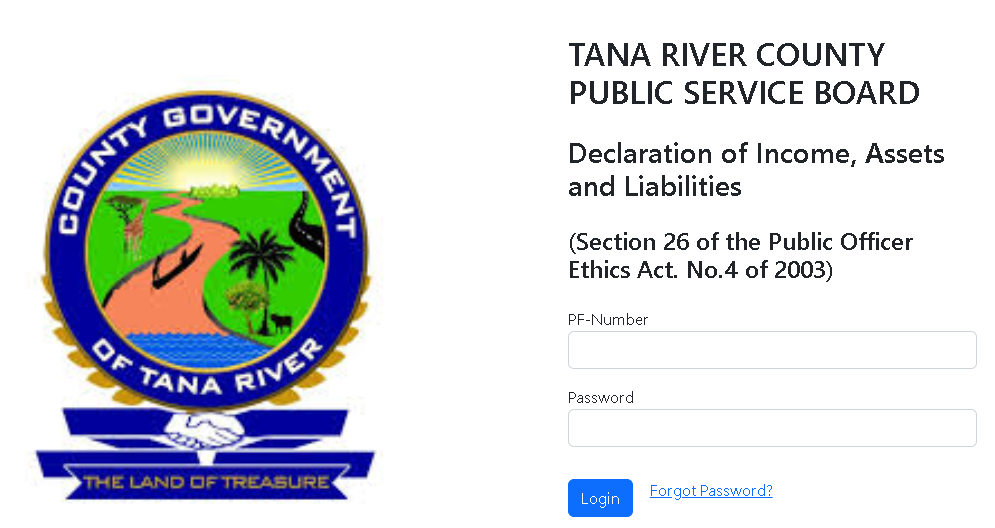 COUNTY GOVERNMENT
OF TANA RIVER
THE LAND OF TREASURE
TANA RIVER COUNTY
PUBLIC SERVICE BOARD
Declaration of Income, Assets
and Liabilities
(Section 26 of the Public Officer
Ethics Act. No.4 of 2003)
PF-Number
Password
Login
Forgot Password?